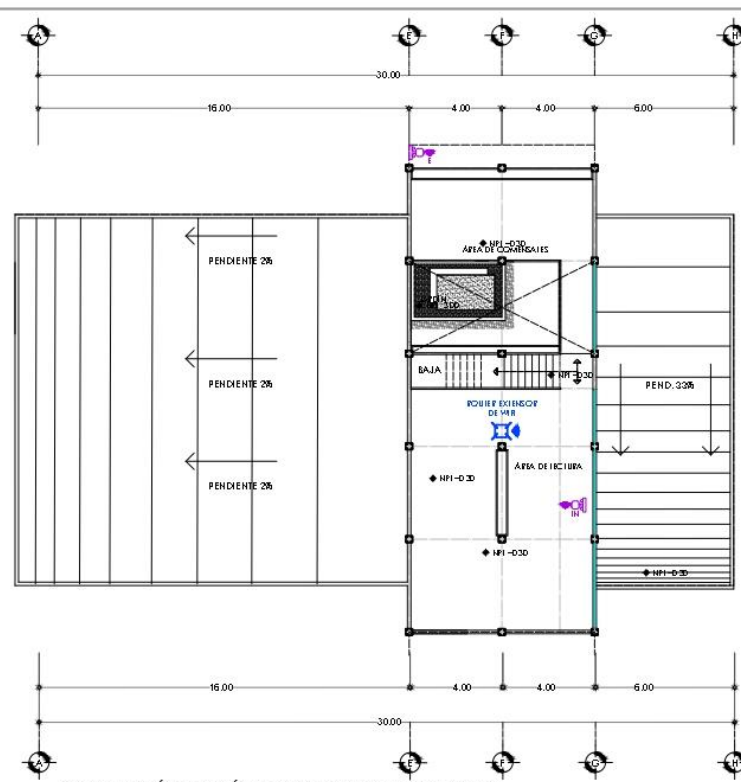 A E F G H
30.00
16.00 4.00 4.00 6.00
E
PENDIENTE 2%
NPT -0.30
ÁREA DE COMENSALES
BAJA
NPT -0.30
PENDIENTE 2%
PEND. 33%
ROUTER EXTENSOR
DE WIFI
ÁREA DE LECTURA
NPT -0.30
PENDIENTE 2%
IN
NPT -0.30
NPT -0.30
16.00 4.00 4.00 6.00
30.00
A E F G H